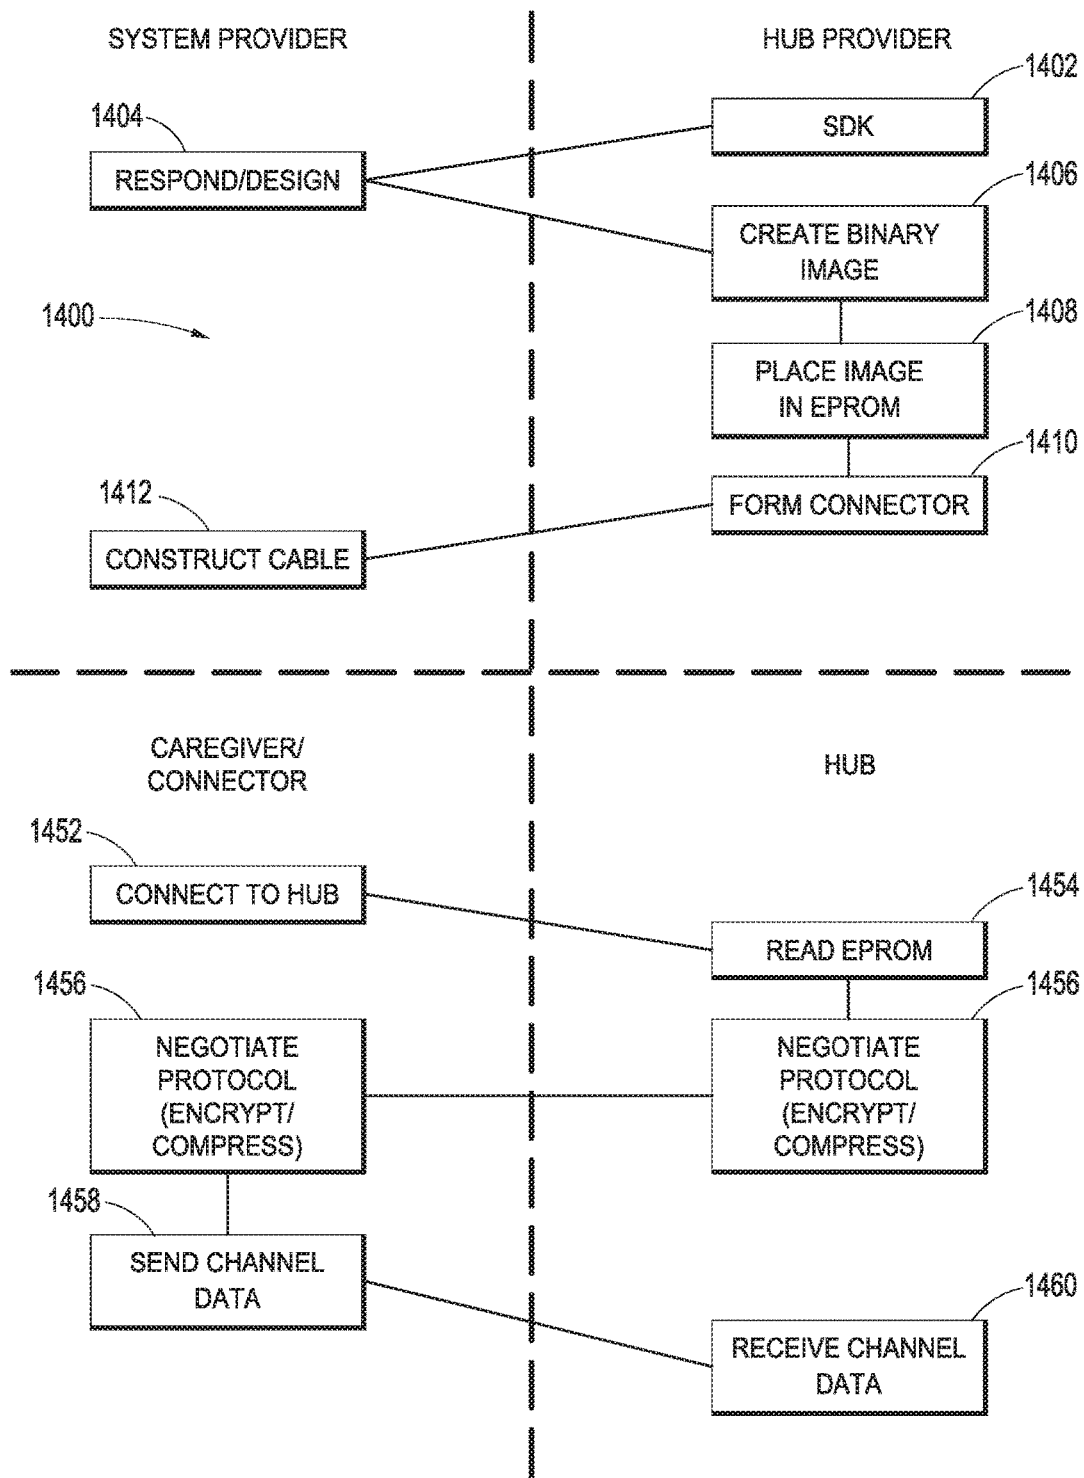 SYSTEM PROVIDER
HUB PROVIDER
1402
SDK
1404
RESPOND/DESIGN
1406
CREATE BINARY
IMAGE
1400
1408
PLACE IMAGE
IN EPROM
1410
FORM CONNECTOR
1412
CONSTRUCT CABLE
CAREGIVER/
CONNECTOR
HUB
1452
CONNECT TO HUB
1454
READ EPROM
1456
NEGOTIATE
PROTOCOL
(ENCRYPT/
COMPRESS)
1456
NEGOTIATE
PROTOCOL
(ENCRYPT/
COMPRESS)
1458
SEND CHANNEL
DATA
1460
RECEIVE CHANNEL
DATA